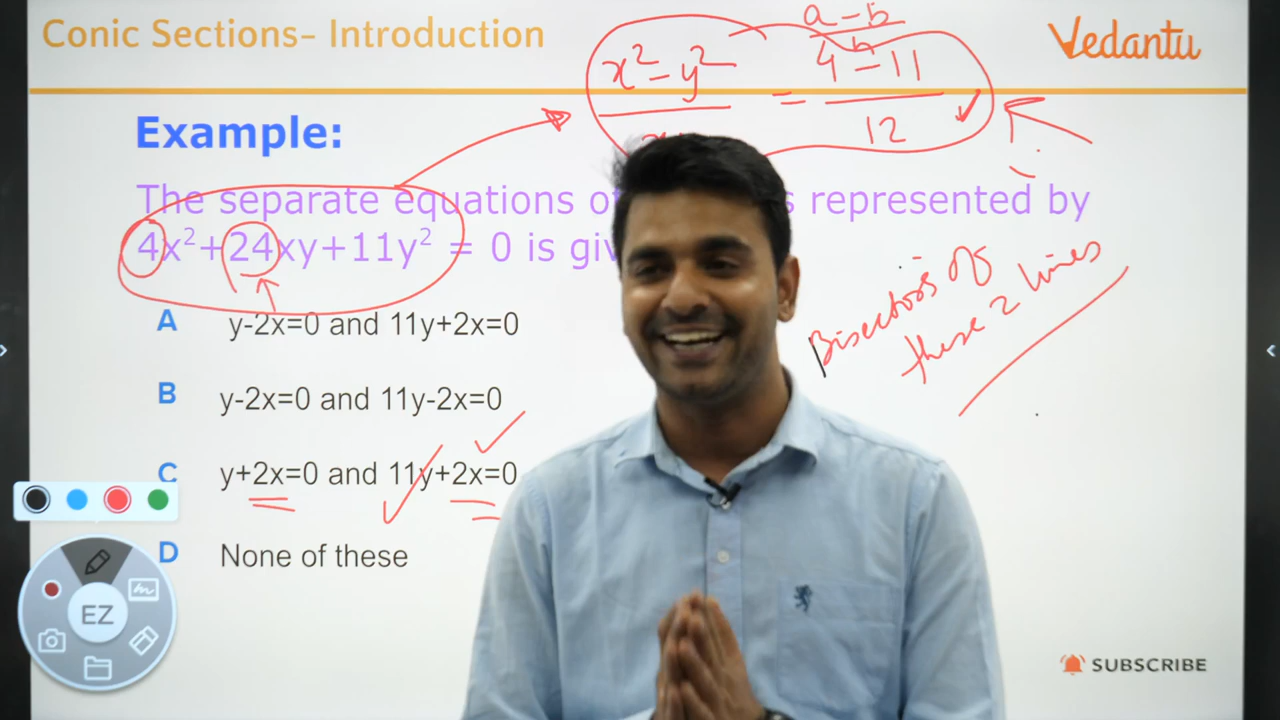 Conic Sections- Introduction
Vedantu
a-b
h
x²-y² = 4-11
12
Example:
The separate equations of s represented by
4x²+24xy+11y² = 0 is giv
Bisectors of
these 2 lines
A y-2x=0 and 11y+2x=0
B y-2x=0 and 11y-2x=0
C y+2x=0 and 11y+2x=0
D None of these
EZ
SUBSCRIBE